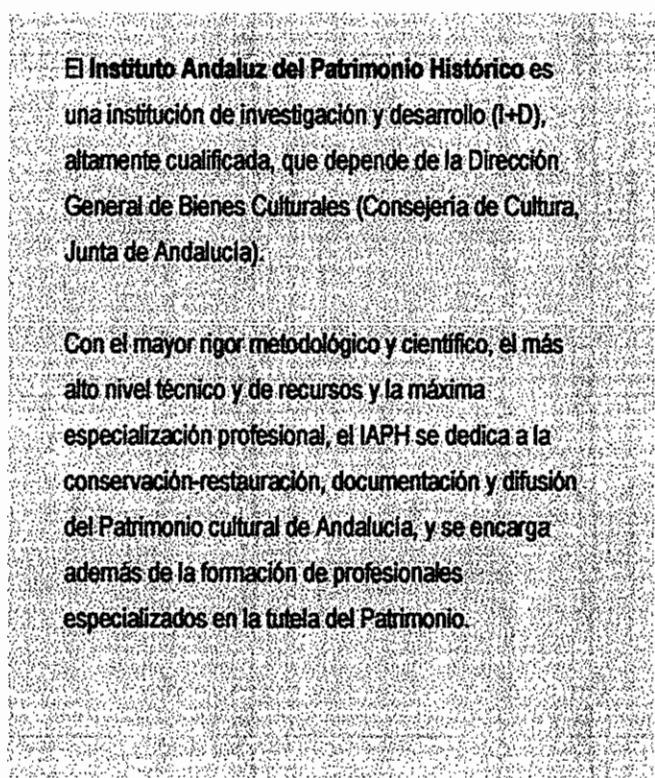 El Instituto Andaluz del Patrimonio Histórico es
una institución de investigación y desarrollo (I+D),
altamente cualificada, que depende de la Dirección
General de Bienes Culturales (Consejería de Cultura,
Junta de Andalucía).
Con el mayor rigor metodológico y científico, el más
alto nivel técnico y de recursos y la máxima
especialización profesional, el IAPH se dedica a la
conservación-restauración, documentación y difusión
del Patrimonio cultural de Andalucía, y se encarga
además de la formación de profesionales
especializados en la tutela del Patrimonio.